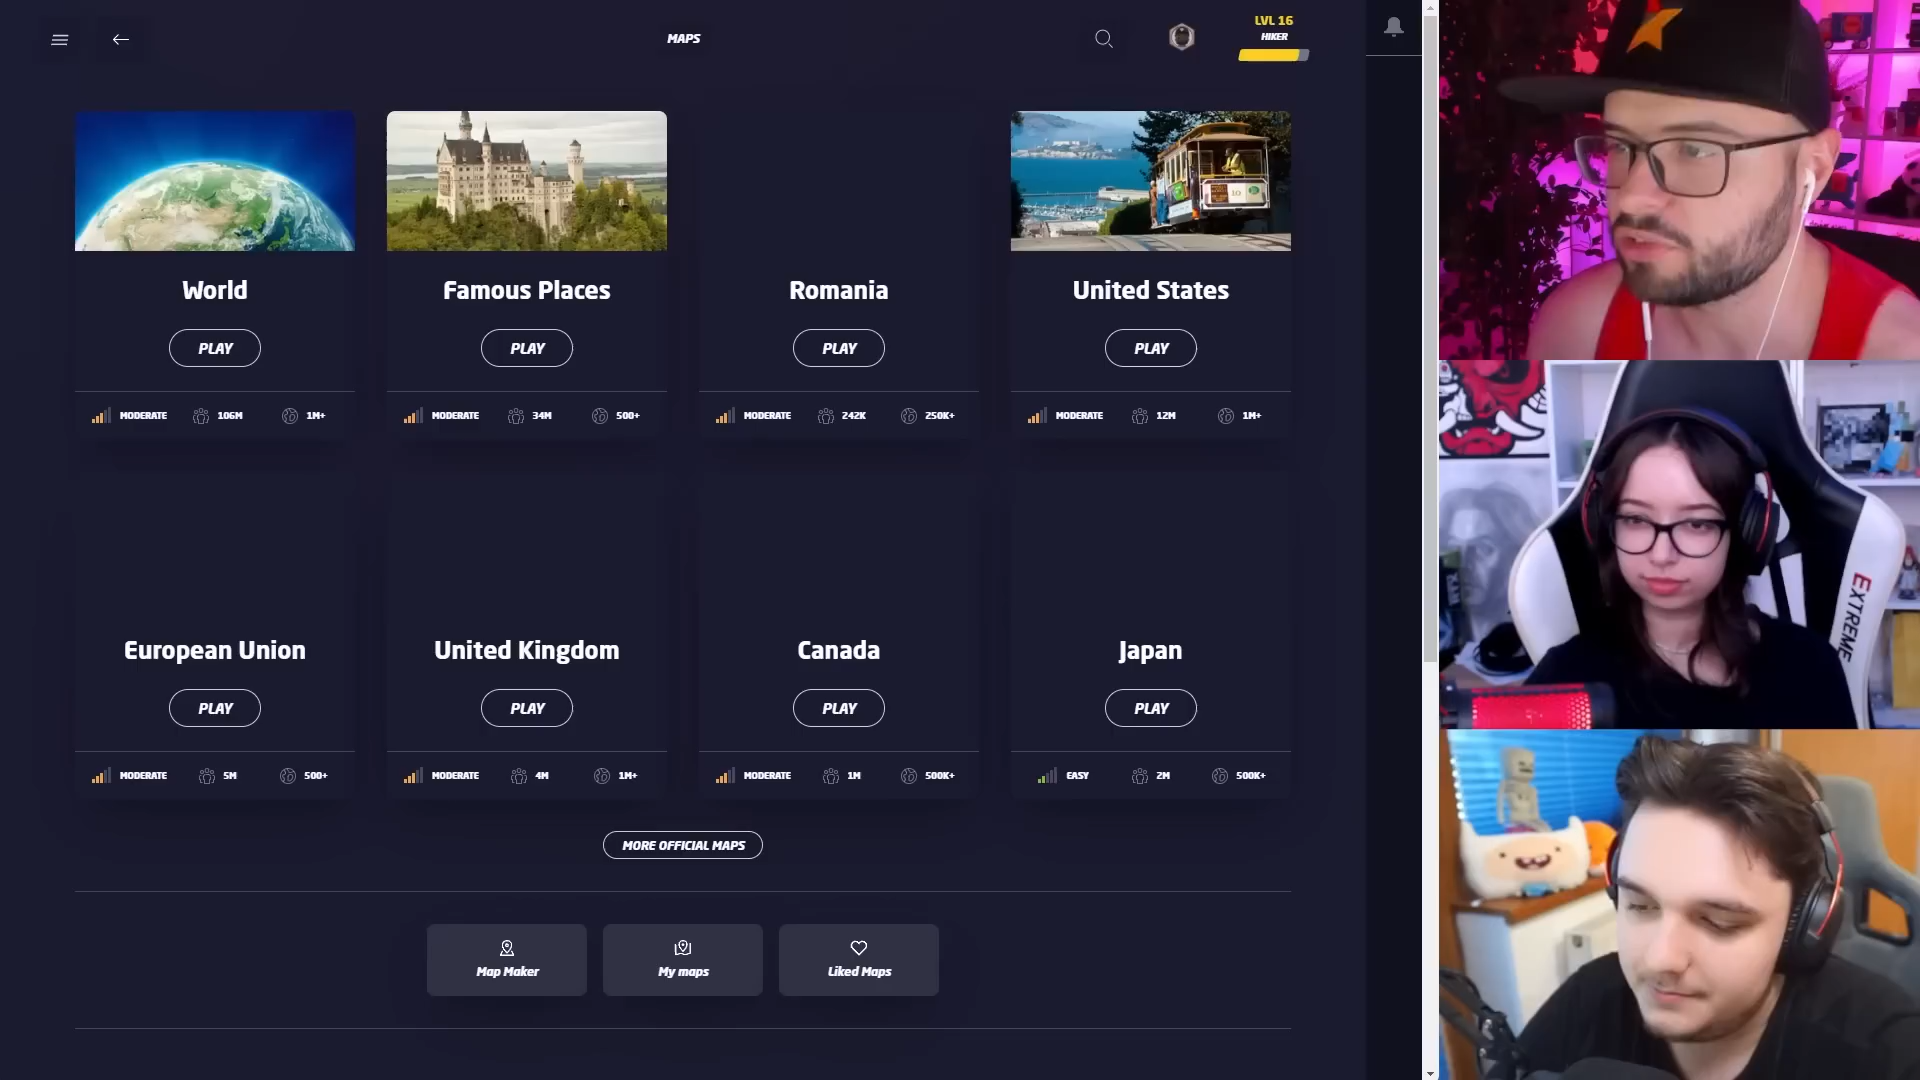 MAPS
LVL 16
HIKER
World
Famous Places
Romania
United States
PLAY
PLAY
PLAY
PLAY
MODERATE 106M 1M+
MODERATE 34M 500+
MODERATE 242K 250K+
MODERATE 12M 1M+
European Union
United Kingdom
Canada
Japan
PLAY
PLAY
PLAY
PLAY
MODERATE 5M 500+
MODERATE 4M 1M+
MODERATE 1M 500K+
EASY 2M 500K+
MORE OFFICIAL MAPS
Map Maker
My maps
Liked Maps
EXTREME